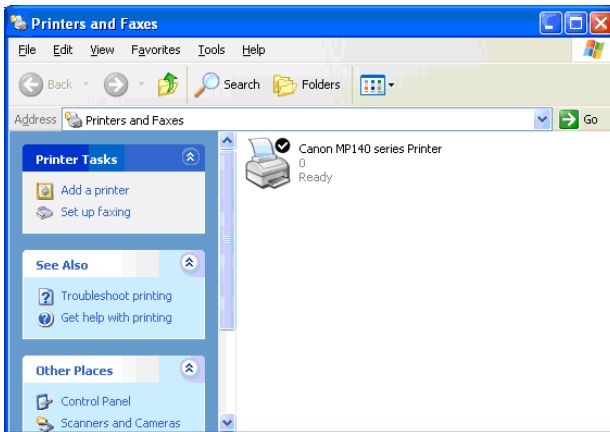 Printers and Faxes
File Edit View Favorites Tools Help
Back Search Folders
Address Printers and Faxes Go
Printer Tasks
Add a printer
Set up faxing
See Also
Troubleshoot printing
Get help with printing
Other Places
Control Panel
Scanners and Cameras
Canon MP140 series Printer
0
Ready